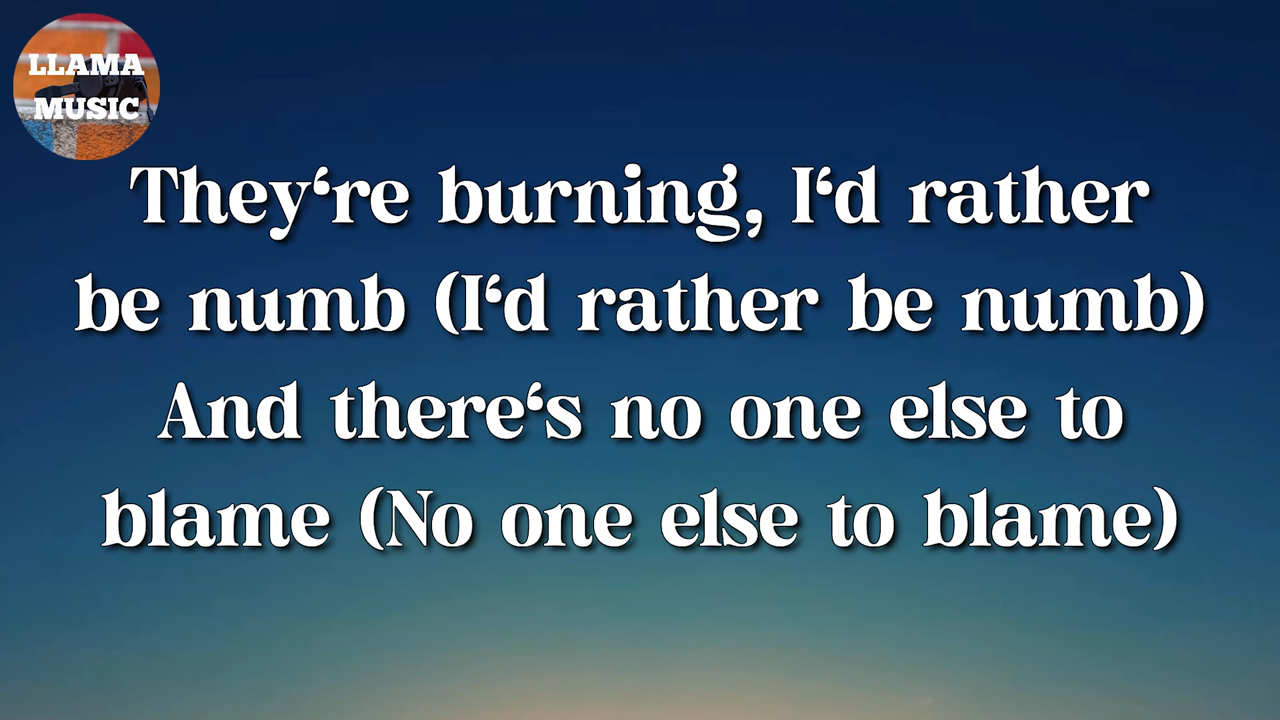 LLAMA
MUSIC
They‘re burning, I‘d rather
be numb (I‘d rather be numb)
And there‘s no one else to
blame (No one else to blame)